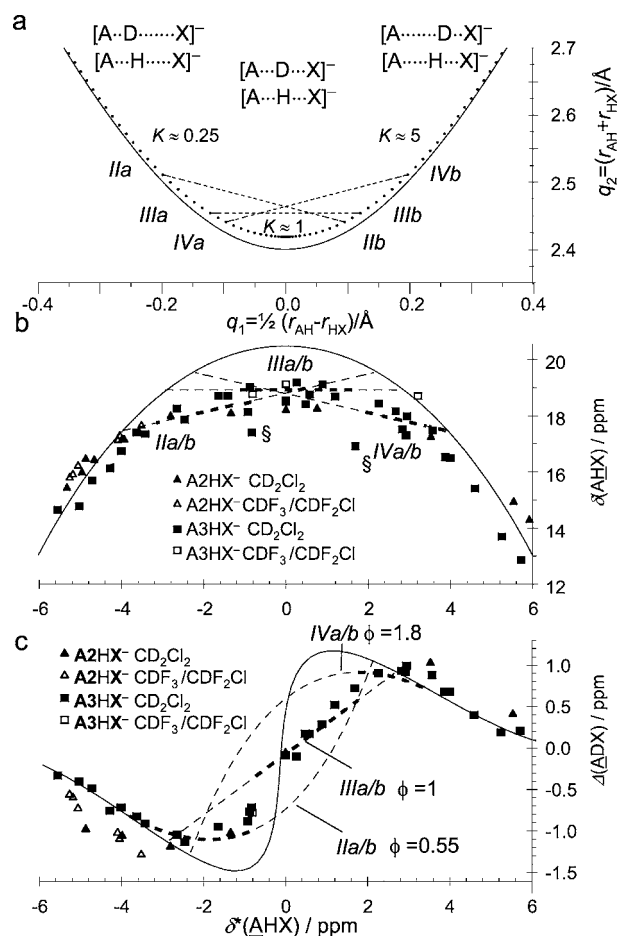 a
[A··D·······X]⁻
[A··H·····X]⁻
[A···D···X]⁻
[A···H···X]⁻
[A·······D··X]⁻
[A·····H··X]⁻
2.7
2.6
2.5
2.4
q₂=(r_AH+r_HX)/Å
K ≈ 0.25
K ≈ 5
K ≈ 1
IIa
IIIa
IVa
IVb
IIIb
IIb
-0.4
-0.2
0.0
0.2
0.4
q₁=½ (r_AH-r_HX)/Å
b
20
18
16
14
12
δ(AHX) / ppm
IIIa/b
IIa/b
IVa/b
§
§
▲ A2HX⁻ CD₂Cl₂
△ A2HX⁻ CDF₃/CDF₂Cl
■ A3HX⁻ CD₂Cl₂
□ A3HX⁻ CDF₃/CDF₂Cl
-6
-4
-2
0
2
4
6
c
▲ A2HX⁻ CD₂Cl₂
△ A2HX⁻ CDF₃/CDF₂Cl
■ A3HX⁻ CD₂Cl₂
□ A3HX⁻ CDF₃/CDF₂Cl
IVa/b ϕ = 1.8
IIIa/b ϕ = 1
IIa/b ϕ = 0.55
1.0
0.5
0.0
-0.5
-1.0
-1.5
Δ(ADX) / ppm
-6
-4
-2
0
2
4
6
δ*(AHX) / ppm